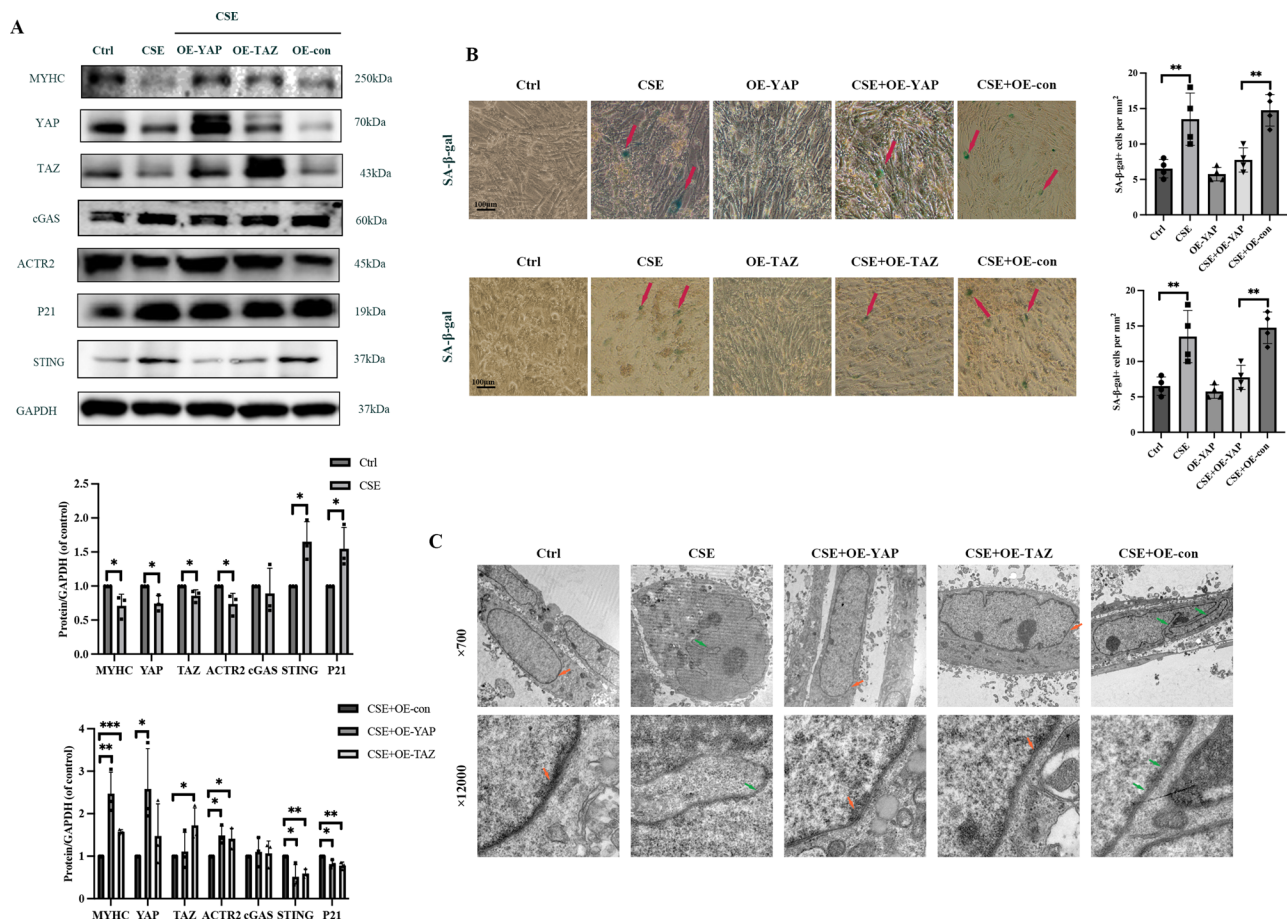 A
CSE
Ctrl CSE OE-YAP OE-TAZ OE-con
MYHC 250kDa
YAP 70kDa
TAZ 43kDa
cGAS 60kDa
ACTR2 45kDa
P21 19kDa
STING 37kDa
GAPDH 37kDa
Ctrl
CSE
Protein/GAPDH (of control)
2.5
2.0
1.5
1.0
0.5
0.0
* * * * * *
MYHC YAP TAZ ACTR2 cGAS STING P21
CSE+OE-con
CSE+OE-YAP
CSE+OE-TAZ
Protein/GAPDH (of control)
4
3
2
1
0
*** ** * * * * ** * ** *
MYHC YAP TAZ ACTR2 cGAS STING P21
B
Ctrl CSE OE-YAP CSE+OE-YAP CSE+OE-con
SA-β-gal
100μm
Ctrl CSE OE-TAZ CSE+OE-TAZ CSE+OE-con
SA-β-gal
100μm
SA-β-gal+ cells per mm²
20
15
10
5
0
** **
Ctrl CSE OE-YAP CSE+OE-YAP CSE+OE-con
SA-β-gal+ cells per mm²
20
15
10
5
0
** **
Ctrl CSE OE-YAP CSE+OE-YAP CSE+OE-con
C
Ctrl CSE CSE+OE-YAP CSE+OE-TAZ CSE+OE-con
×700
×12000